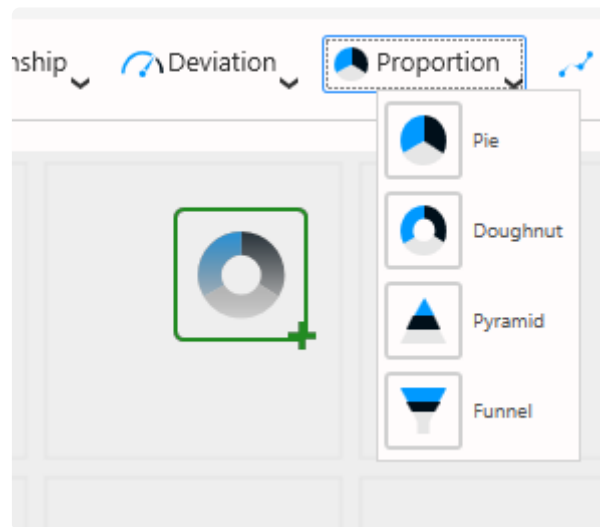 nship
Deviation
Proportion
Pie
Doughnut
Pyramid
Funnel